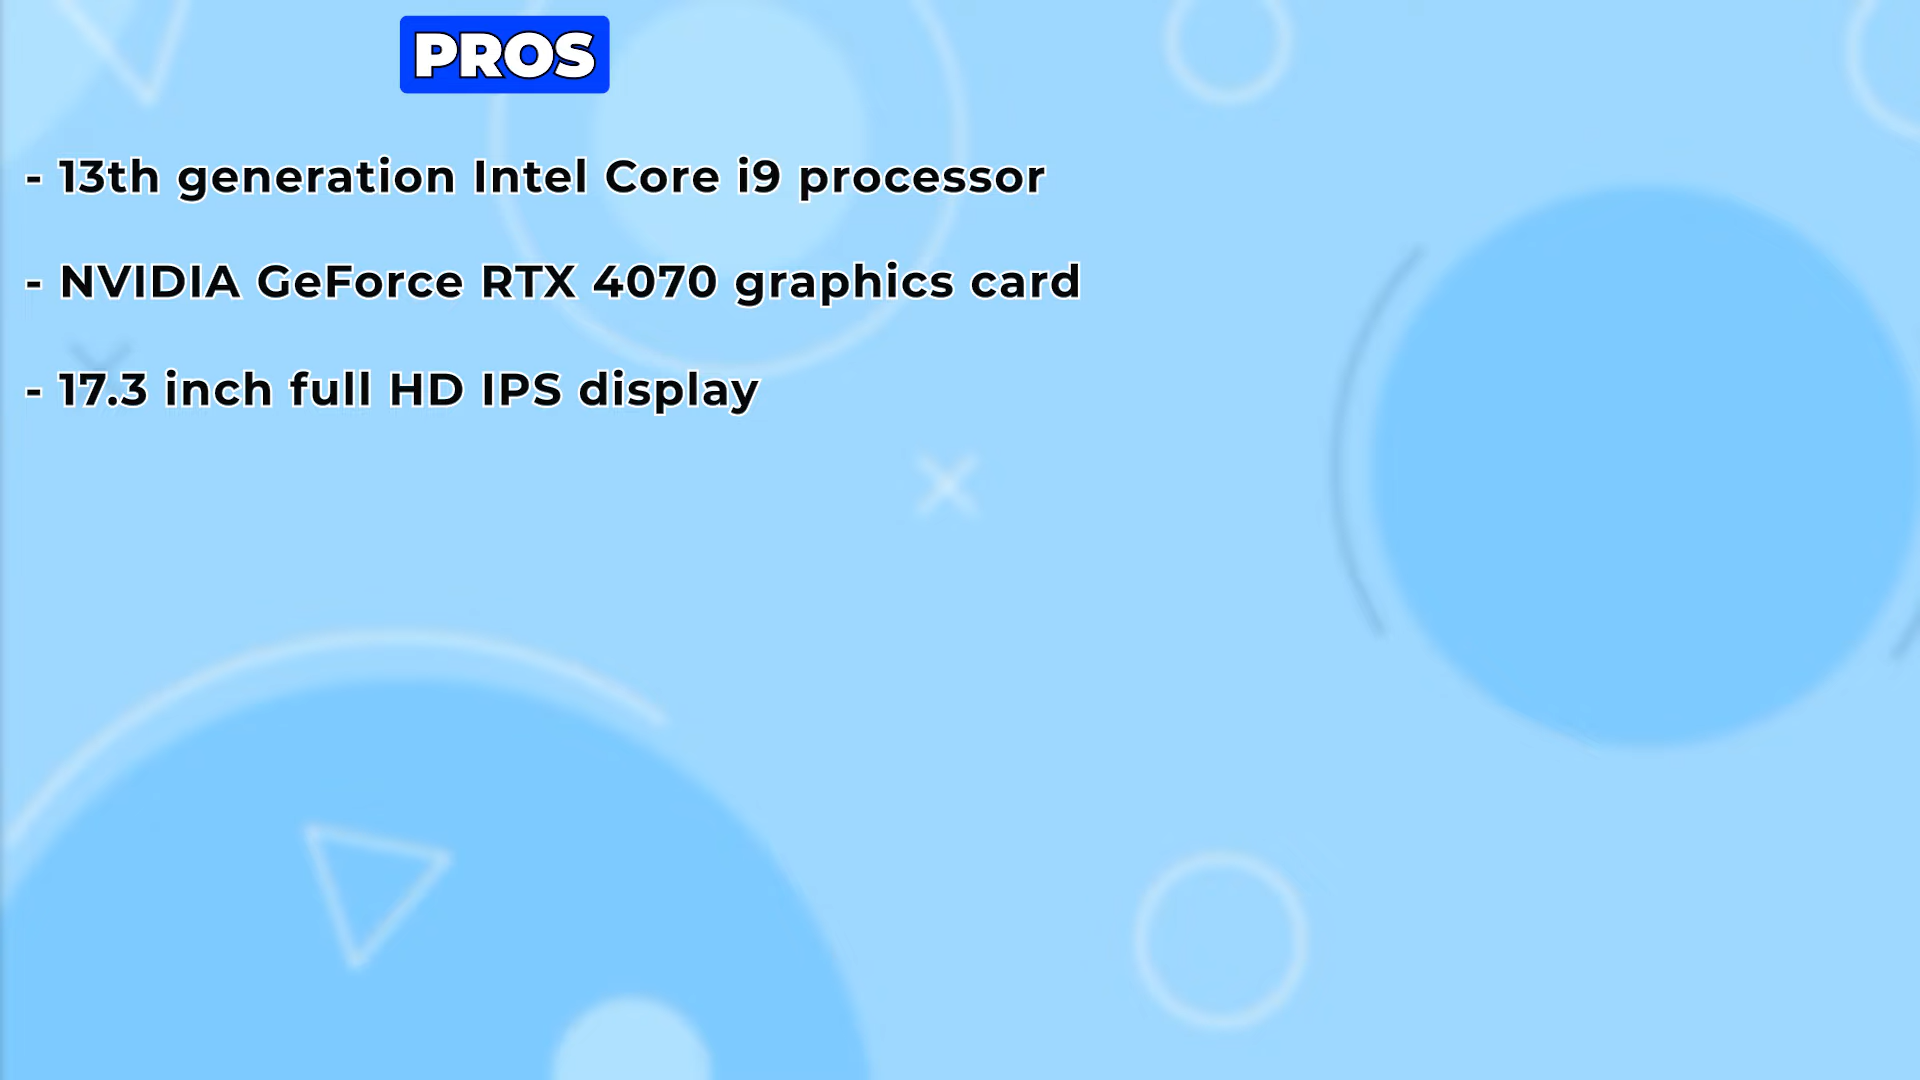 PROS
- 13th generation Intel Core i9 processor
- NVIDIA GeForce RTX 4070 graphics card
- 17.3 inch full HD IPS display